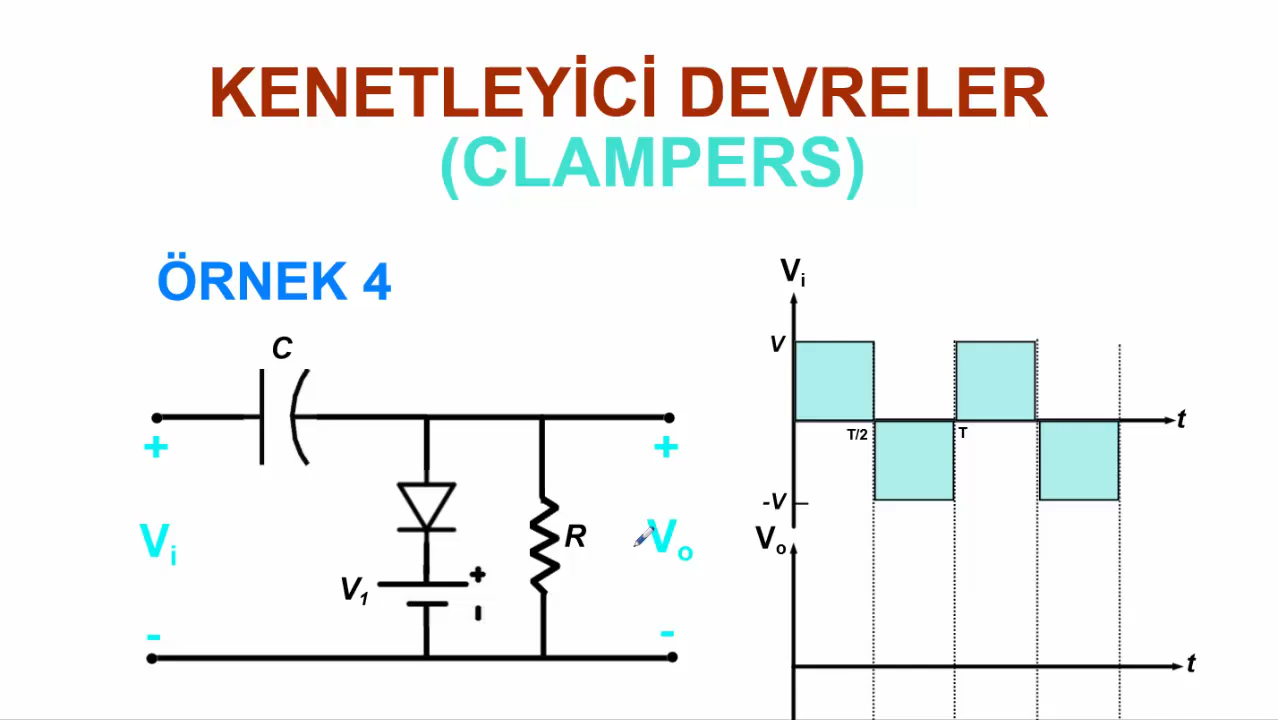 KENETLEYİCİ DEVRELER
(CLAMPERS)
ÖRNEK 4
C
+
+
Vi
V1
+
-
R
Vo
-
-
Vi
V
t
T/2
T
-V
Vo
t